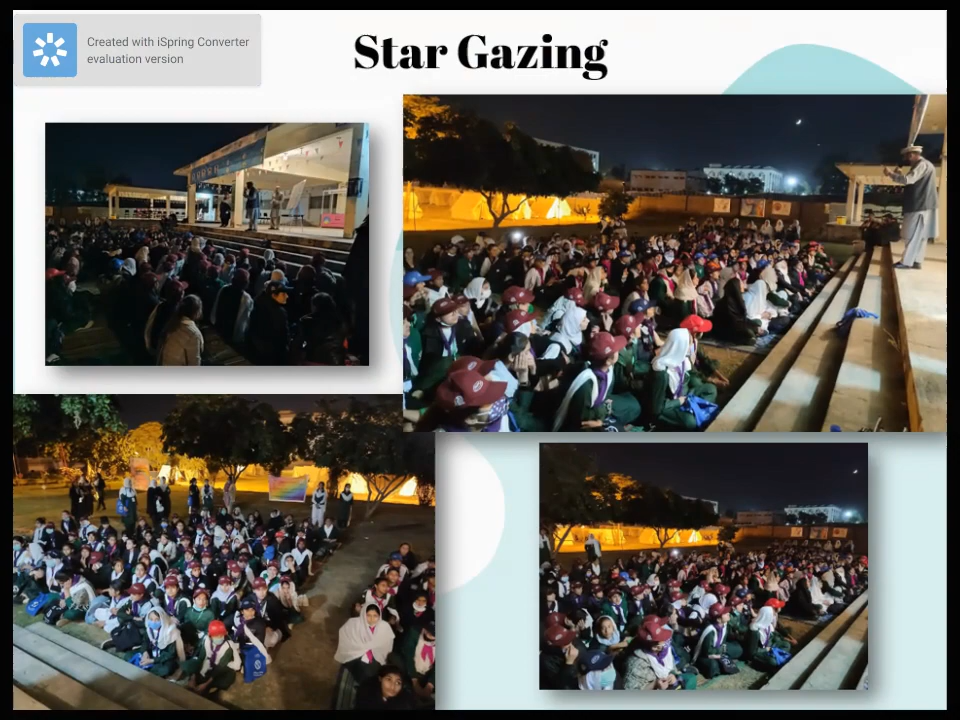 Created with iSpring Converter
evaluation version
Star Gazing